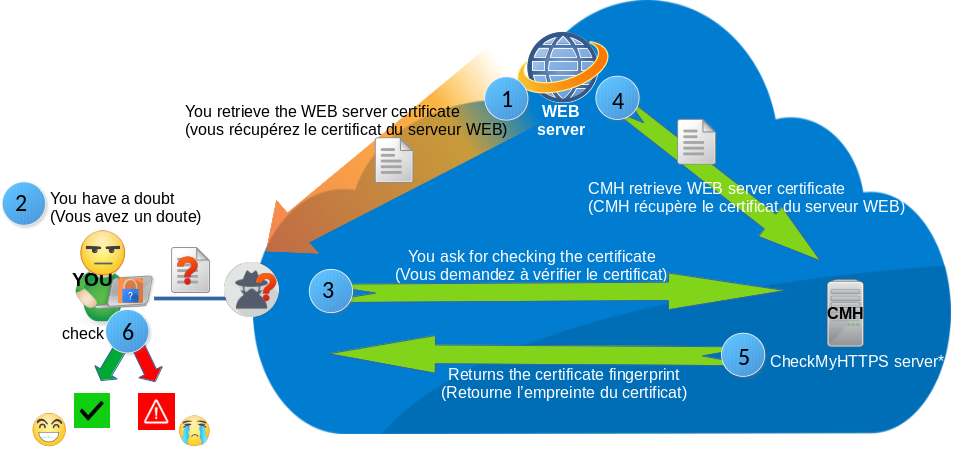 1
4
WEB
server
You retrieve the WEB server certificate
(vous récupérez le certificat du serveur WEB)
CMH retrieve WEB server certificate
(CMH récupère le certificat du serveur WEB)
2
You have a doubt
(Vous avez un doute)
YOU
?
?
?
3
You ask for checking the certificate
(Vous demandez à vérifier le certificat)
CMH
check
6
5
CheckMyHTTPS server*
Returns the certificate fingerprint
(Retourne l'empreinte du certificat)